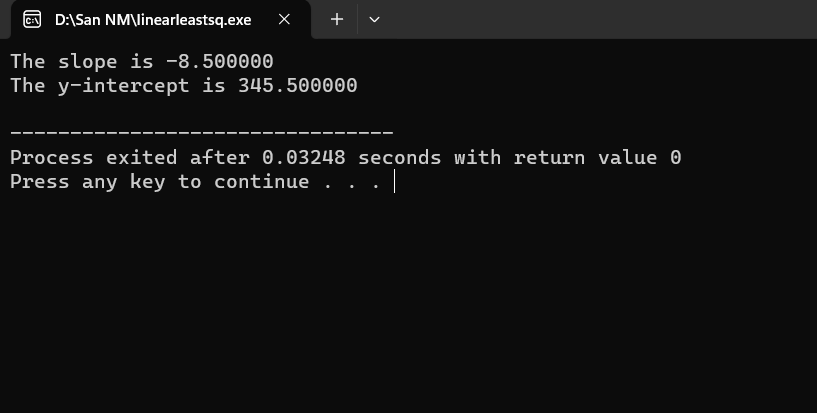 D:\San NM\linearleastsq.exe
The slope is -8.500000
The y-intercept is 345.500000
--------------------------------
Process exited after 0.03248 seconds with return value 0
Press any key to continue . . .